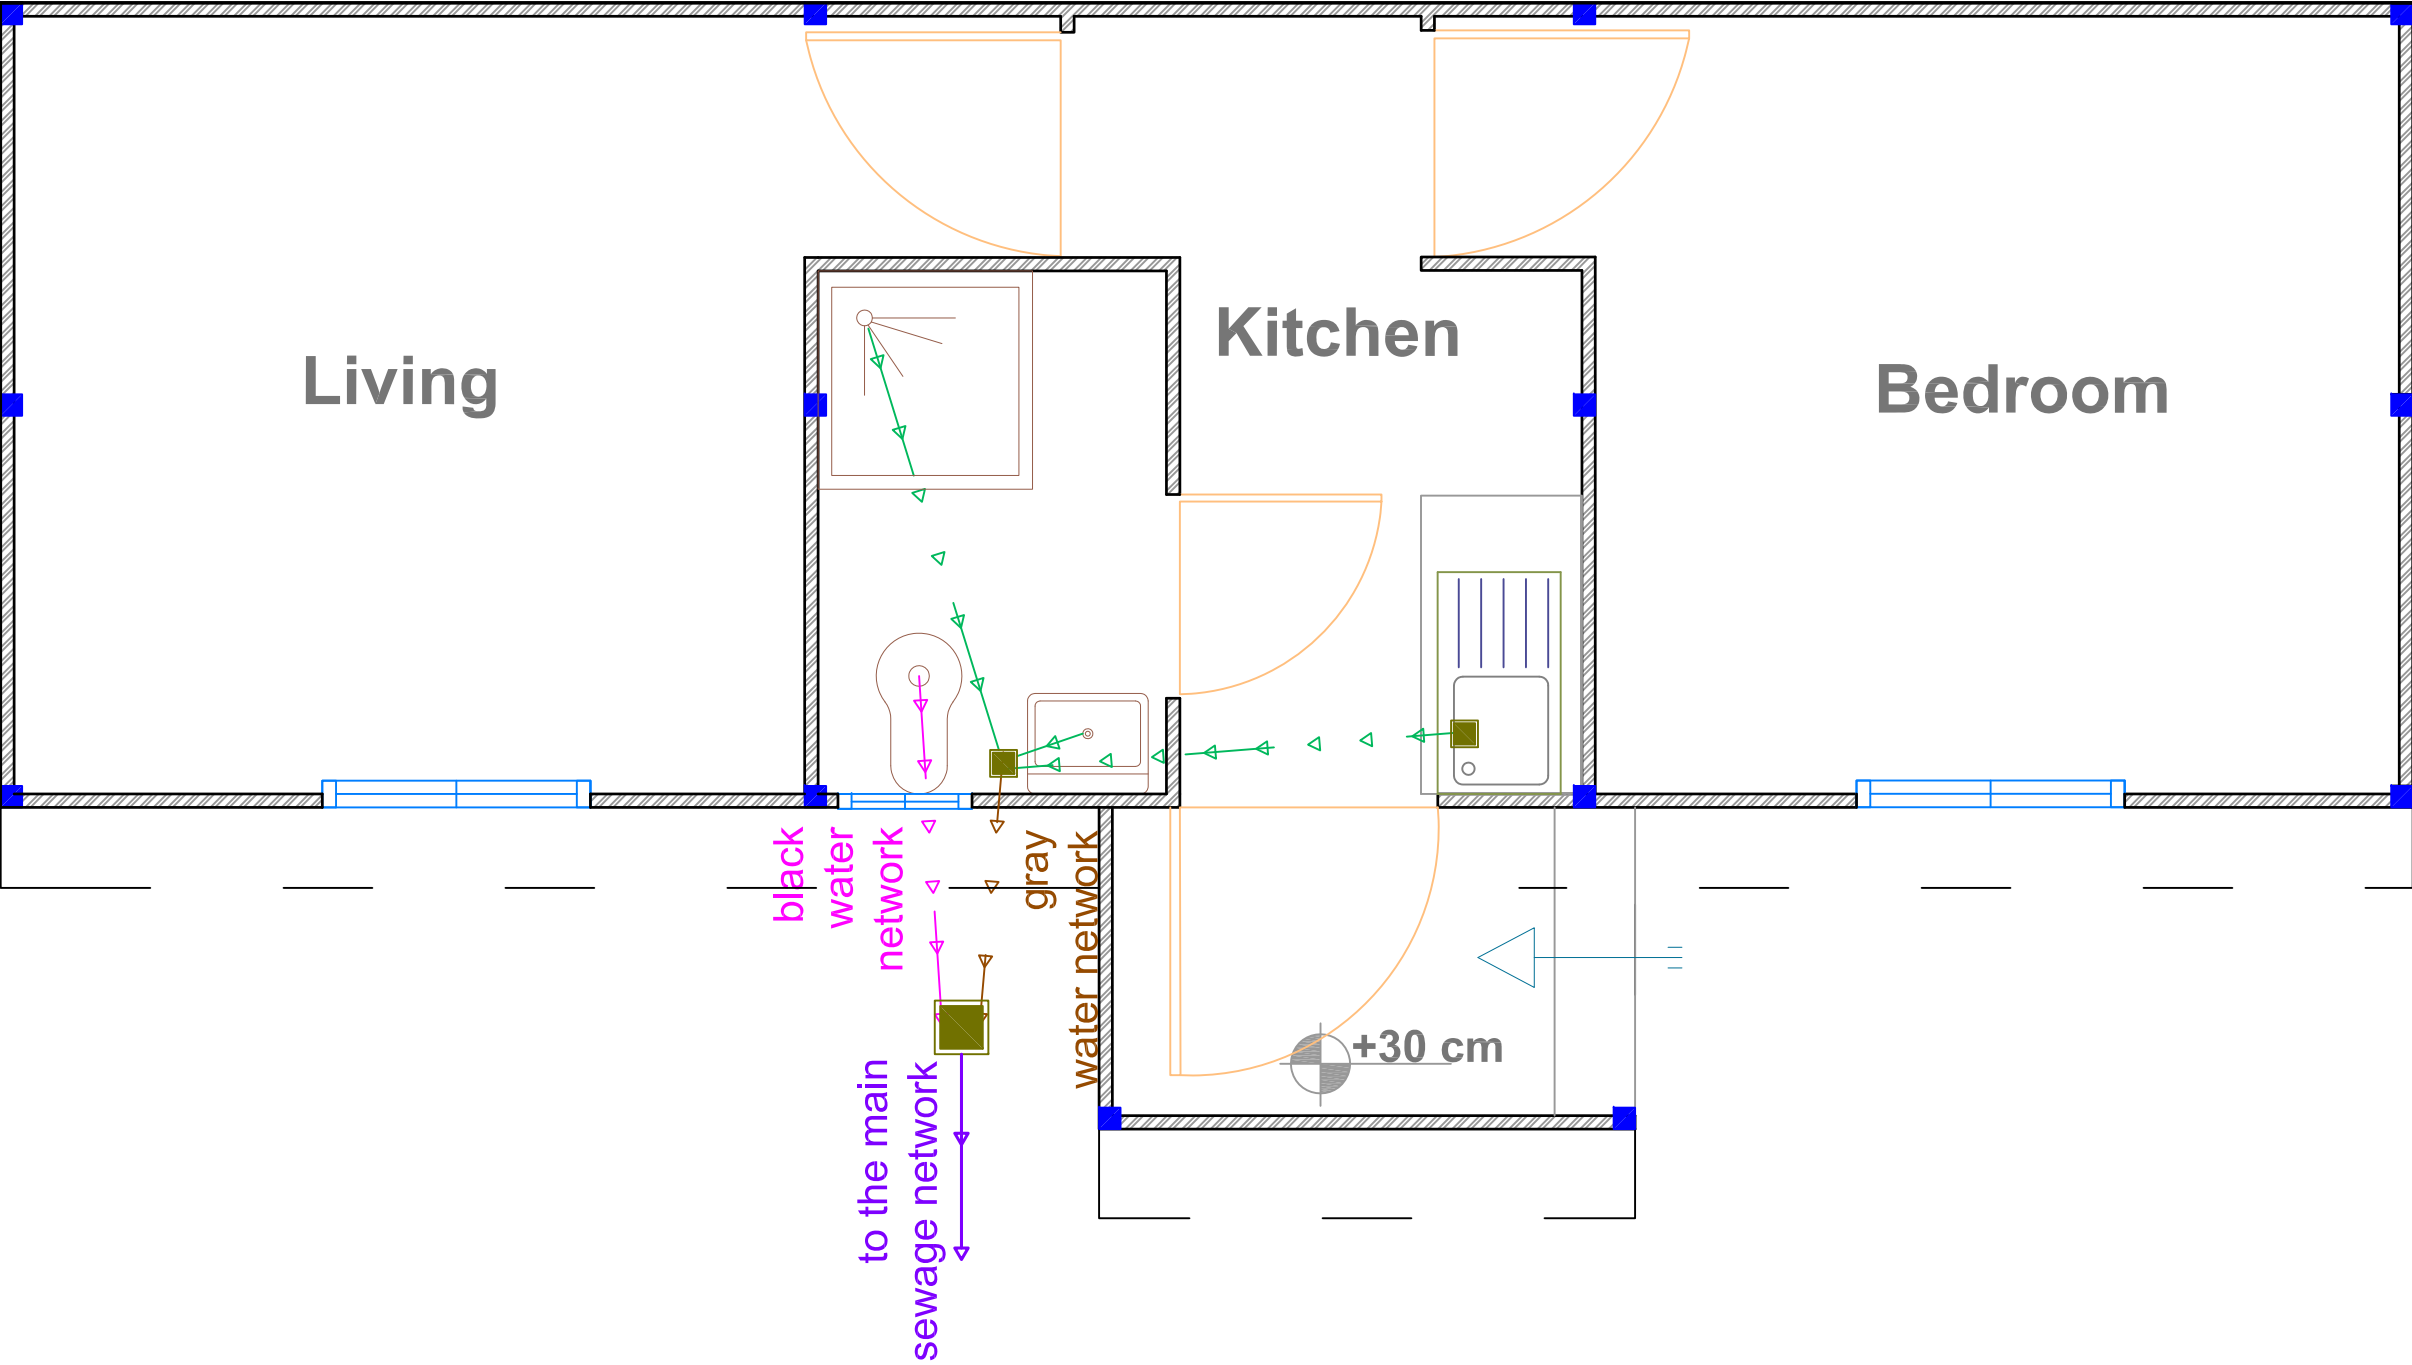 Living
Kitchen
Bedroom
black
water
network
gray
water network
+30 cm
to the main
sewage network